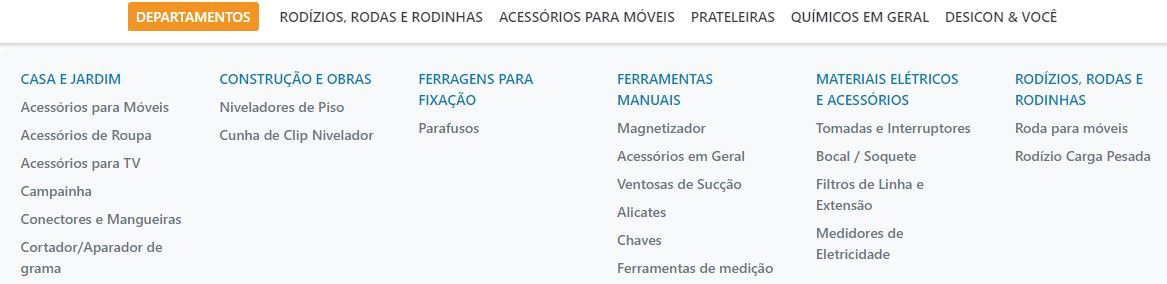 DEPARTAMENTOS RODÍZIOS, RODAS E RODINHAS ACESSÓRIOS PARA MÓVEIS PRATELEIRAS QUÍMICOS EM GERAL DESICON & VOCÊ
CASA E JARDIM
Acessórios para Móveis
Acessórios de Roupa
Acessórios para TV
Campainha
Conectores e Mangueiras
Cortador/Aparador de
grama
CONSTRUÇÃO E OBRAS
Niveladores de Piso
Cunha de Clip Nivelador
FERRAGENS PARA
FIXAÇÃO
Parafusos
FERRAMENTAS
MANUAIS
Magnetizador
Acessórios em Geral
Ventosas de Sucção
Alicates
Chaves
Ferramentas de medição
MATERIAIS ELÉTRICOS
E ACESSÓRIOS
Tomadas e Interruptores
Bocal / Soquete
Filtros de Linha e
Extensão
Medidores de
Eletricidade
RODÍZIOS, RODAS E
RODINHAS
Roda para móveis
Rodízio Carga Pesada